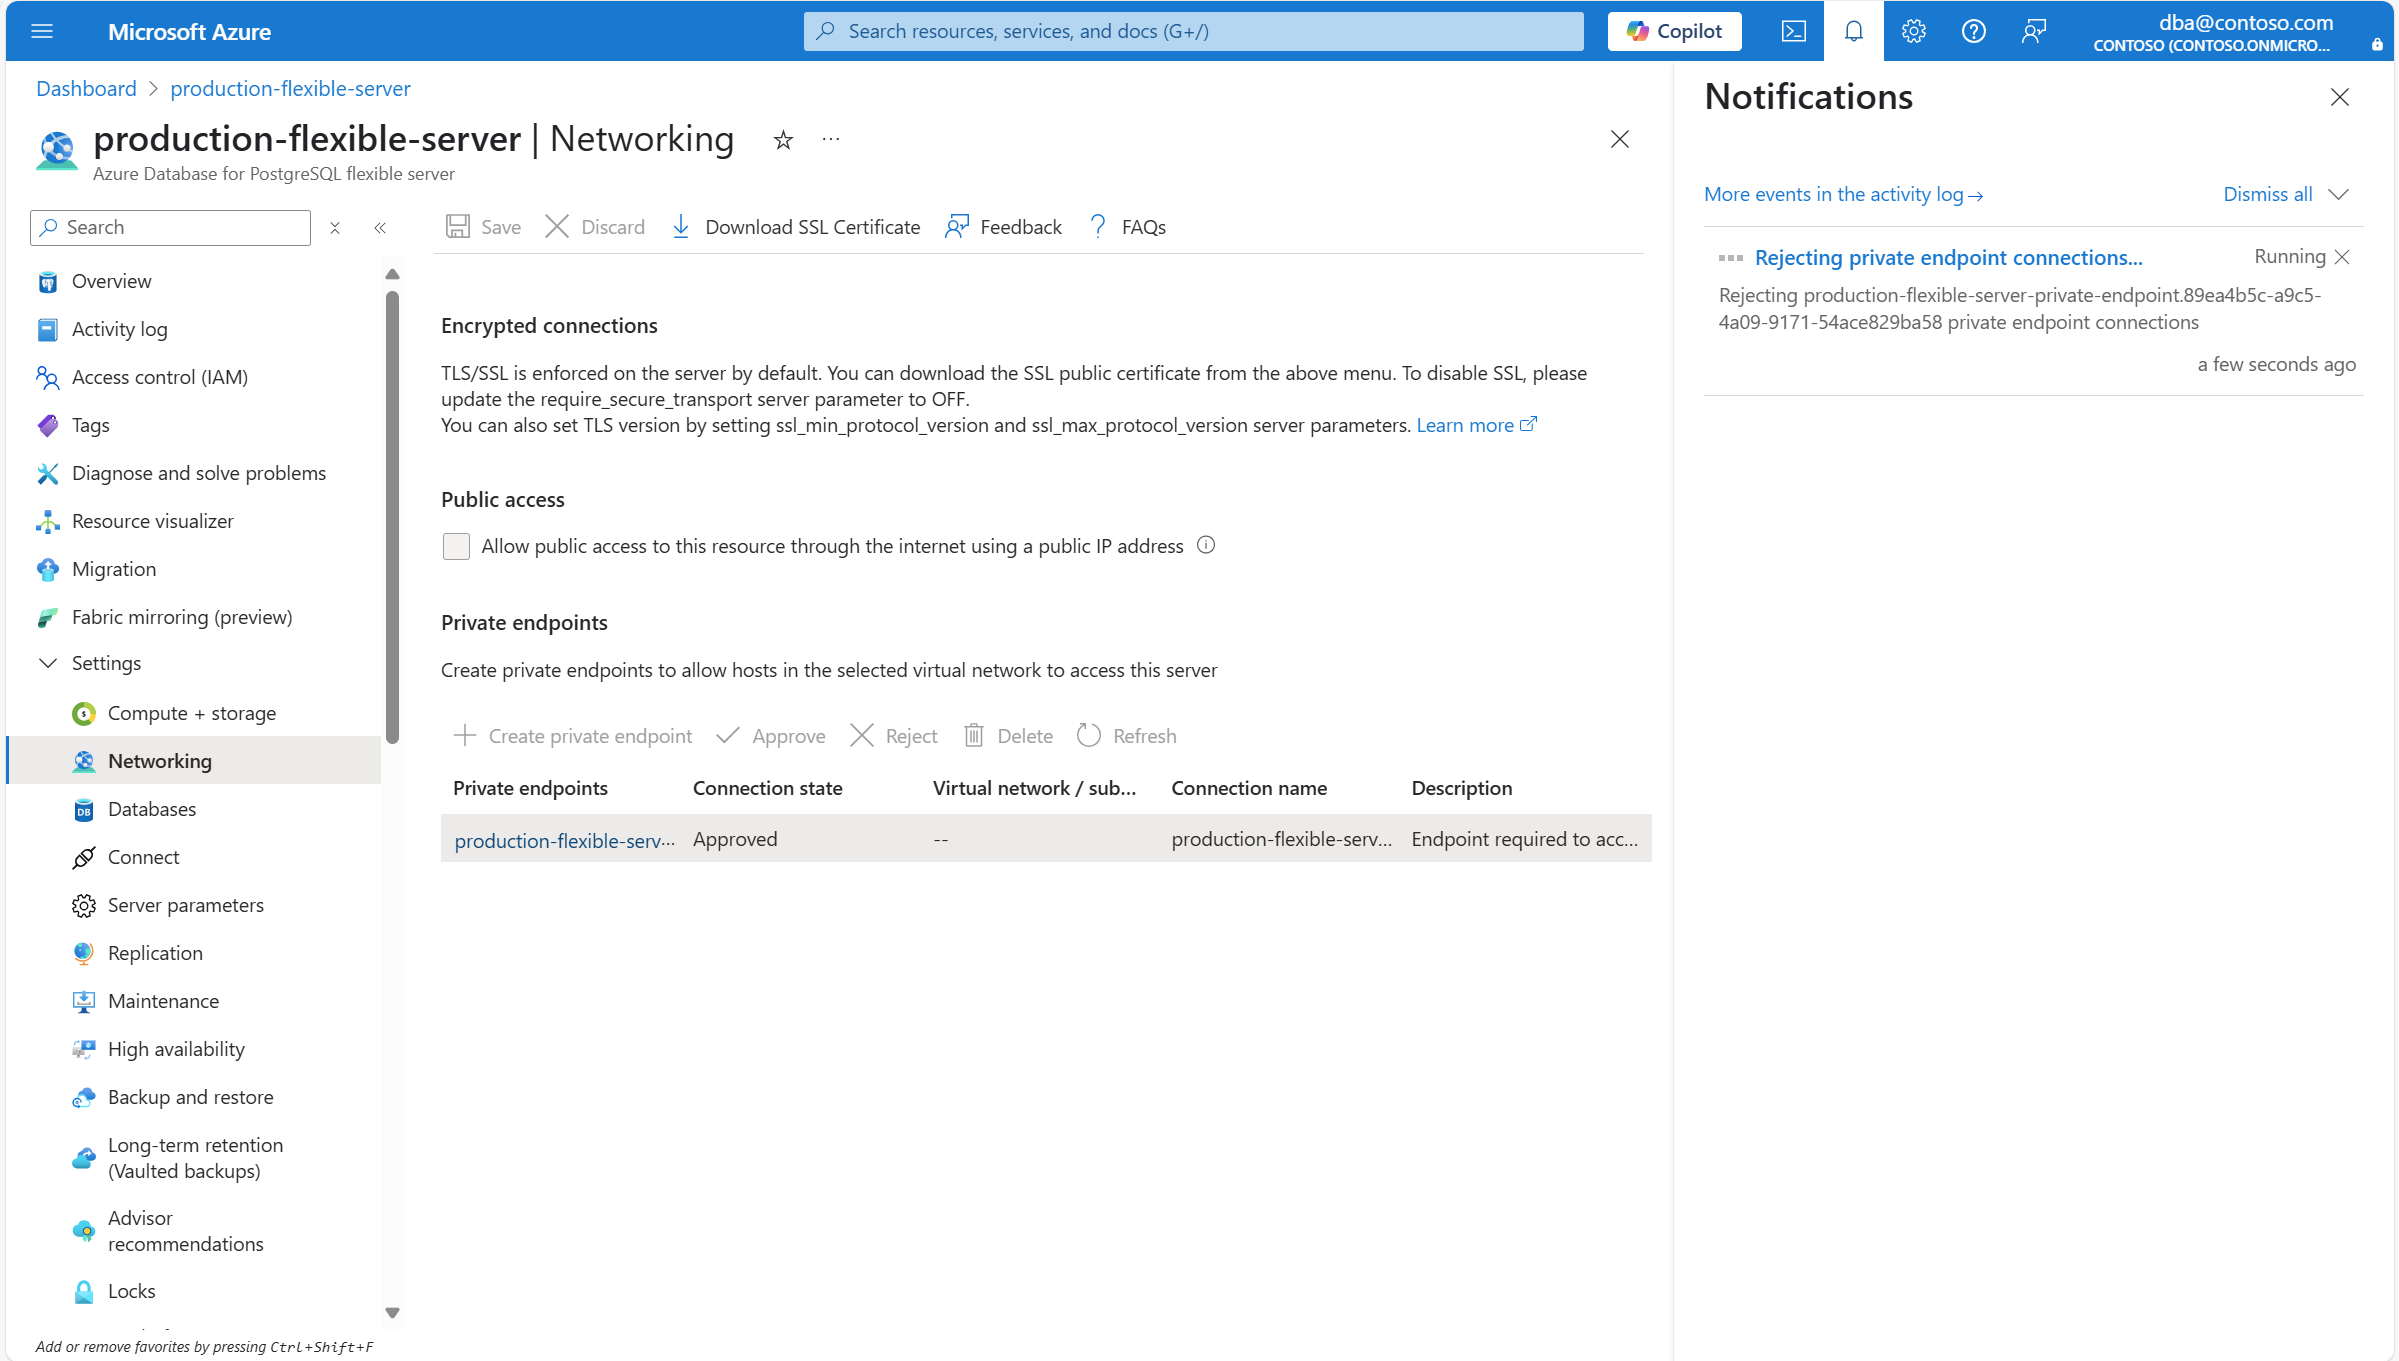 Microsoft Azure
Search resources, services, and docs (G+/)
Copilot
dba@contoso.com
CONTOSO (CONTOSO.ONMICRO...
Dashboard
production-flexible-server
production-flexible-server | Networking
Azure Database for PostgreSQL flexible server
Search
Overview
Activity log
Access control (IAM)
Tags
Diagnose and solve problems
Resource visualizer
Migration
Fabric mirroring (preview)
Settings
Compute + storage
Networking
Databases
Connect
Server parameters
Replication
Maintenance
High availability
Backup and restore
Long-term retention
(Vaulted backups)
Advisor
recommendations
Locks
Add or remove favorites by pressing Ctrl+Shift+F
Save
Discard
Download SSL Certificate
Feedback
FAQs
Encrypted connections
TLS/SSL is enforced on the server by default. You can download the SSL public certificate from the above menu. To disable SSL, please
update the require_secure_transport server parameter to OFF.
You can also set TLS version by setting ssl_min_protocol_version and ssl_max_protocol_version server parameters. Learn more
Public access
Allow public access to this resource through the internet using a public IP address
Private endpoints
Create private endpoints to allow hosts in the selected virtual network to access this server
Create private endpoint
Approve
Reject
Delete
Refresh
Private endpoints
Connection state
Virtual network / sub...
Connection name
Description
production-flexible-serv...
Approved
--
production-flexible-serv...
Endpoint required to acc...
Notifications
More events in the activity log→
Dismiss all
Rejecting private endpoint connections...
Running
Rejecting production-flexible-server-private-endpoint.89ea4b5c-a9c5-
4a09-9171-54ace829ba58 private endpoint connections
a few seconds ago